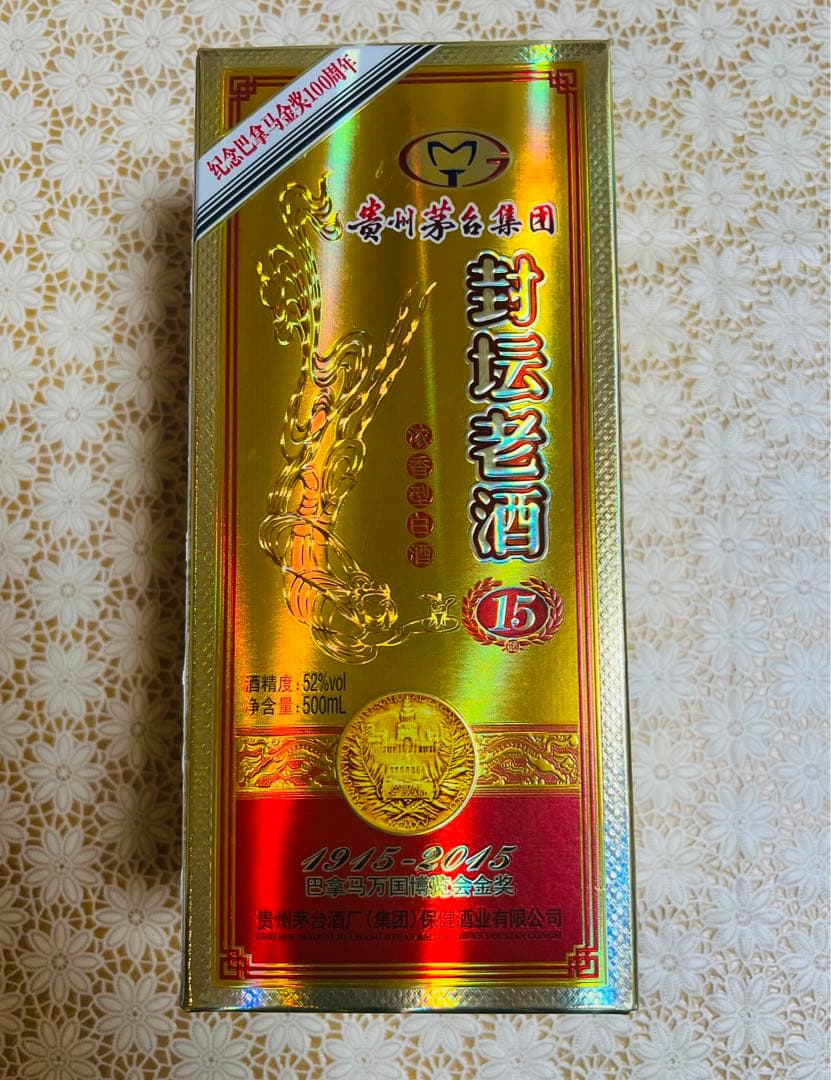 纪念巴拿马金奖100周年
贵州茅台集团
封坛老酒
浓香型白酒
15
酒精度:52%vol
净含量:500mL
MCMXV
1915-2015
巴拿马万国博览会金奖
贵州茅台酒厂(集团)保健酒业有限公司